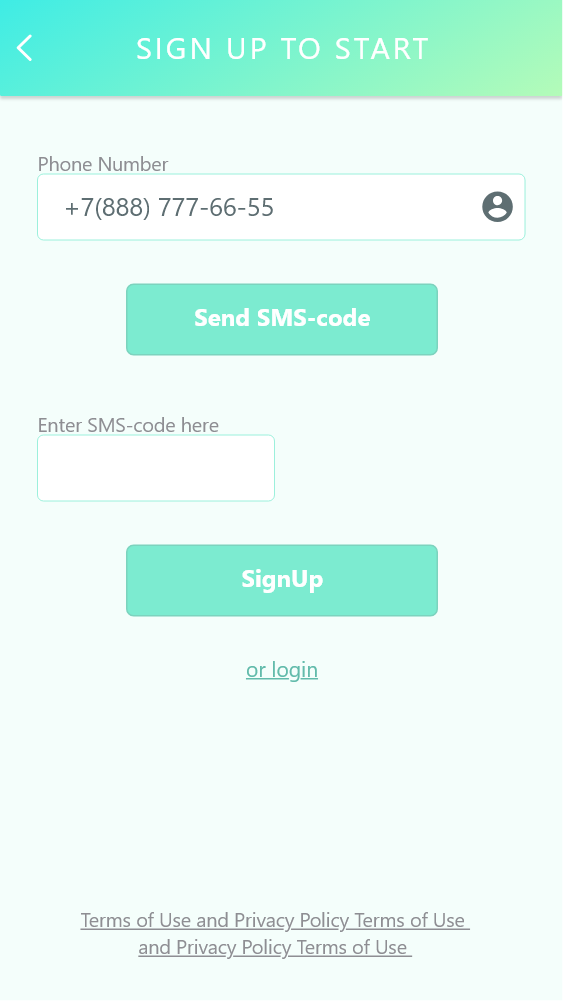 SIGN UP TO START
Phone Number
+7(888) 777-66-55
Send SMS-code
Enter SMS-code here
SignUp
or login
Terms of Use and Privacy Policy Terms of Use
and Privacy Policy Terms of Use